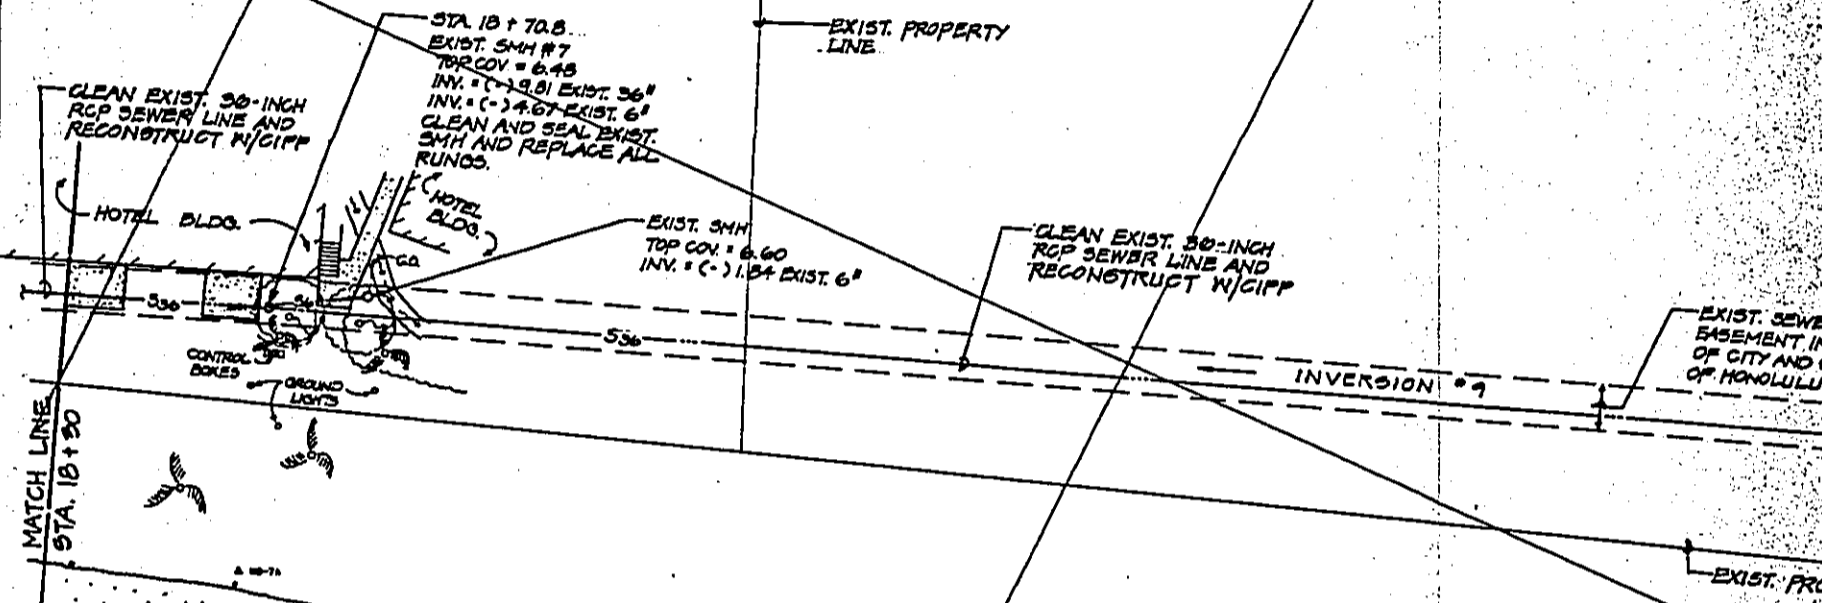 STA. 18 + 70.8
EXIST. SMH #7
TOP COV. = 6.48
INV. = (-) 9.81 EXIST. 36"
INV. = (-) 4.67 EXIST. 6"
CLEAN AND SEAL EXIST.
SMH AND REPLACE ALL
RUNGS.
EXIST. PROPERTY
LINE
CLEAN EXIST. 36-INCH
RCP SEWER LINE AND
RECONSTRUCT W/CIPP
HOTEL BLDG.
HOTEL
BLDG.
CO
EXIST. SMH
TOP COV. = 6.60
INV. = (-) 1.84 EXIST. 6"
CLEAN EXIST. 36-INCH
RCP SEWER LINE AND
RECONSTRUCT W/CIPP
S36
S36
S36
CONTROL
BOXES
GROUND
LIGHTS
INVERSION #9
EXIST. SEWE
EASEMENT IN
OF CITY AND
OF HONOLULU
MATCH LINE
STA. 18+30
EXIST. PRO